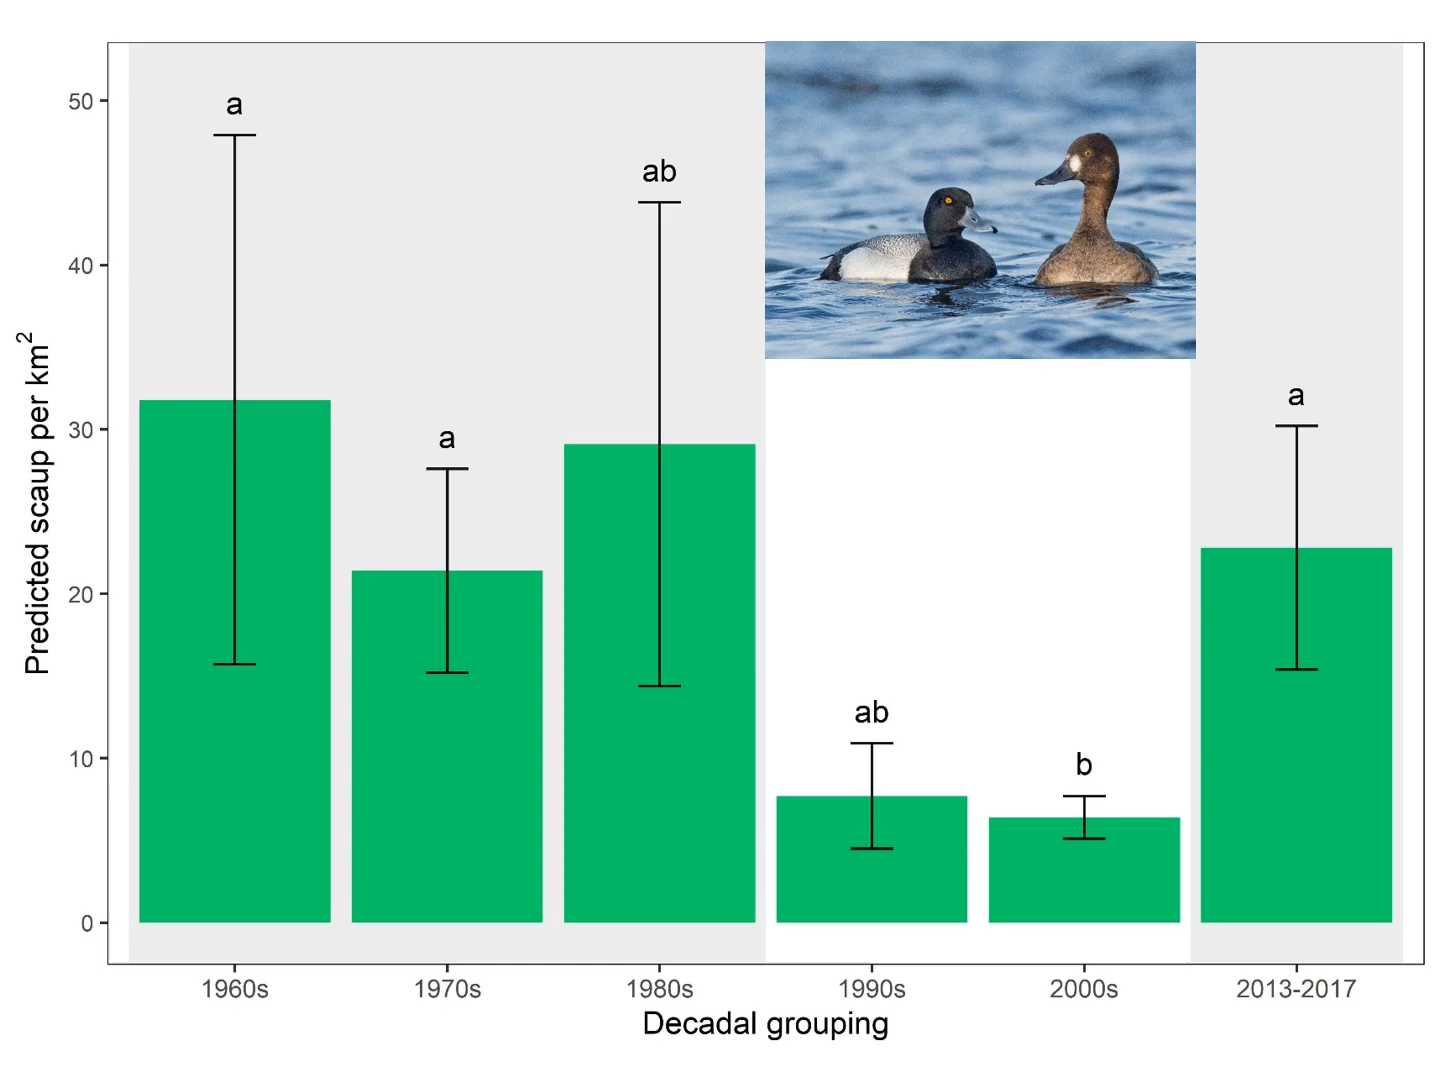 Predicted scaup per km²
50
40
30
20
10
0
a
a
ab
ab
b
a
1960s 1970s 1980s 1990s 2000s 2013-2017
Decadal grouping